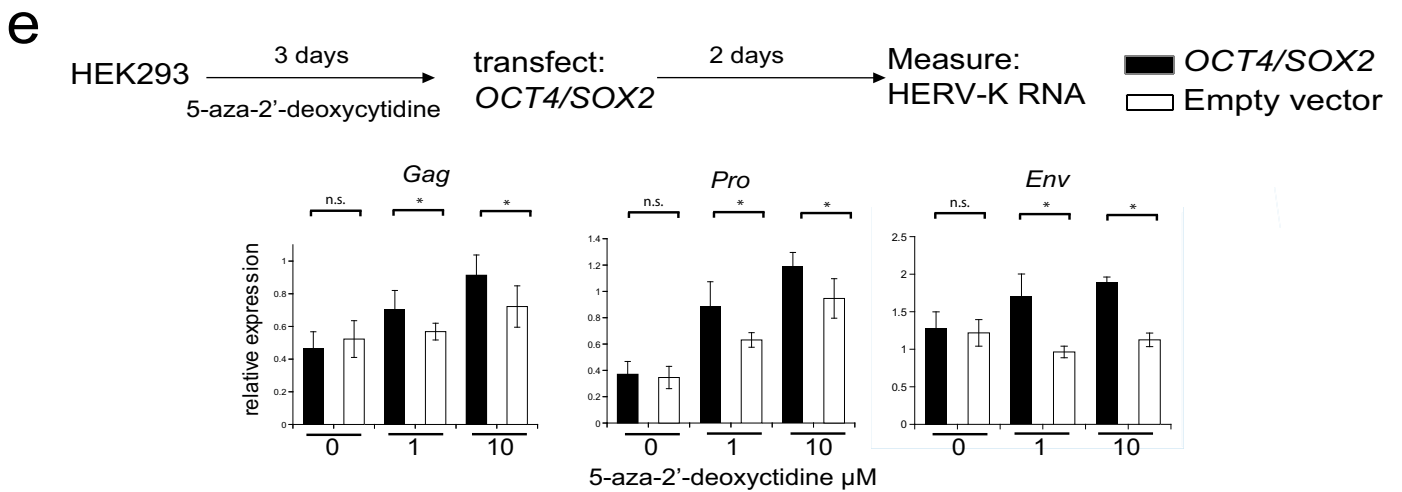 e
HEK293
3 days
5-aza-2’-deoxycytidine
transfect:
OCT4/SOX2
2 days
Measure:
HERV-K RNA
OCT4/SOX2
Empty vector
Gag
n.s. * *
relative expression
1
0.8
0.6
0.4
0.2
0
0 1 10
Pro
n.s. * *
1.4
1.2
1
0.8
0.6
0.4
0.2
0
0 1 10
Env
n.s. * *
2.5
2
1.5
1
0.5
0
0 1 10
5-aza-2’-deoxyctidine µM